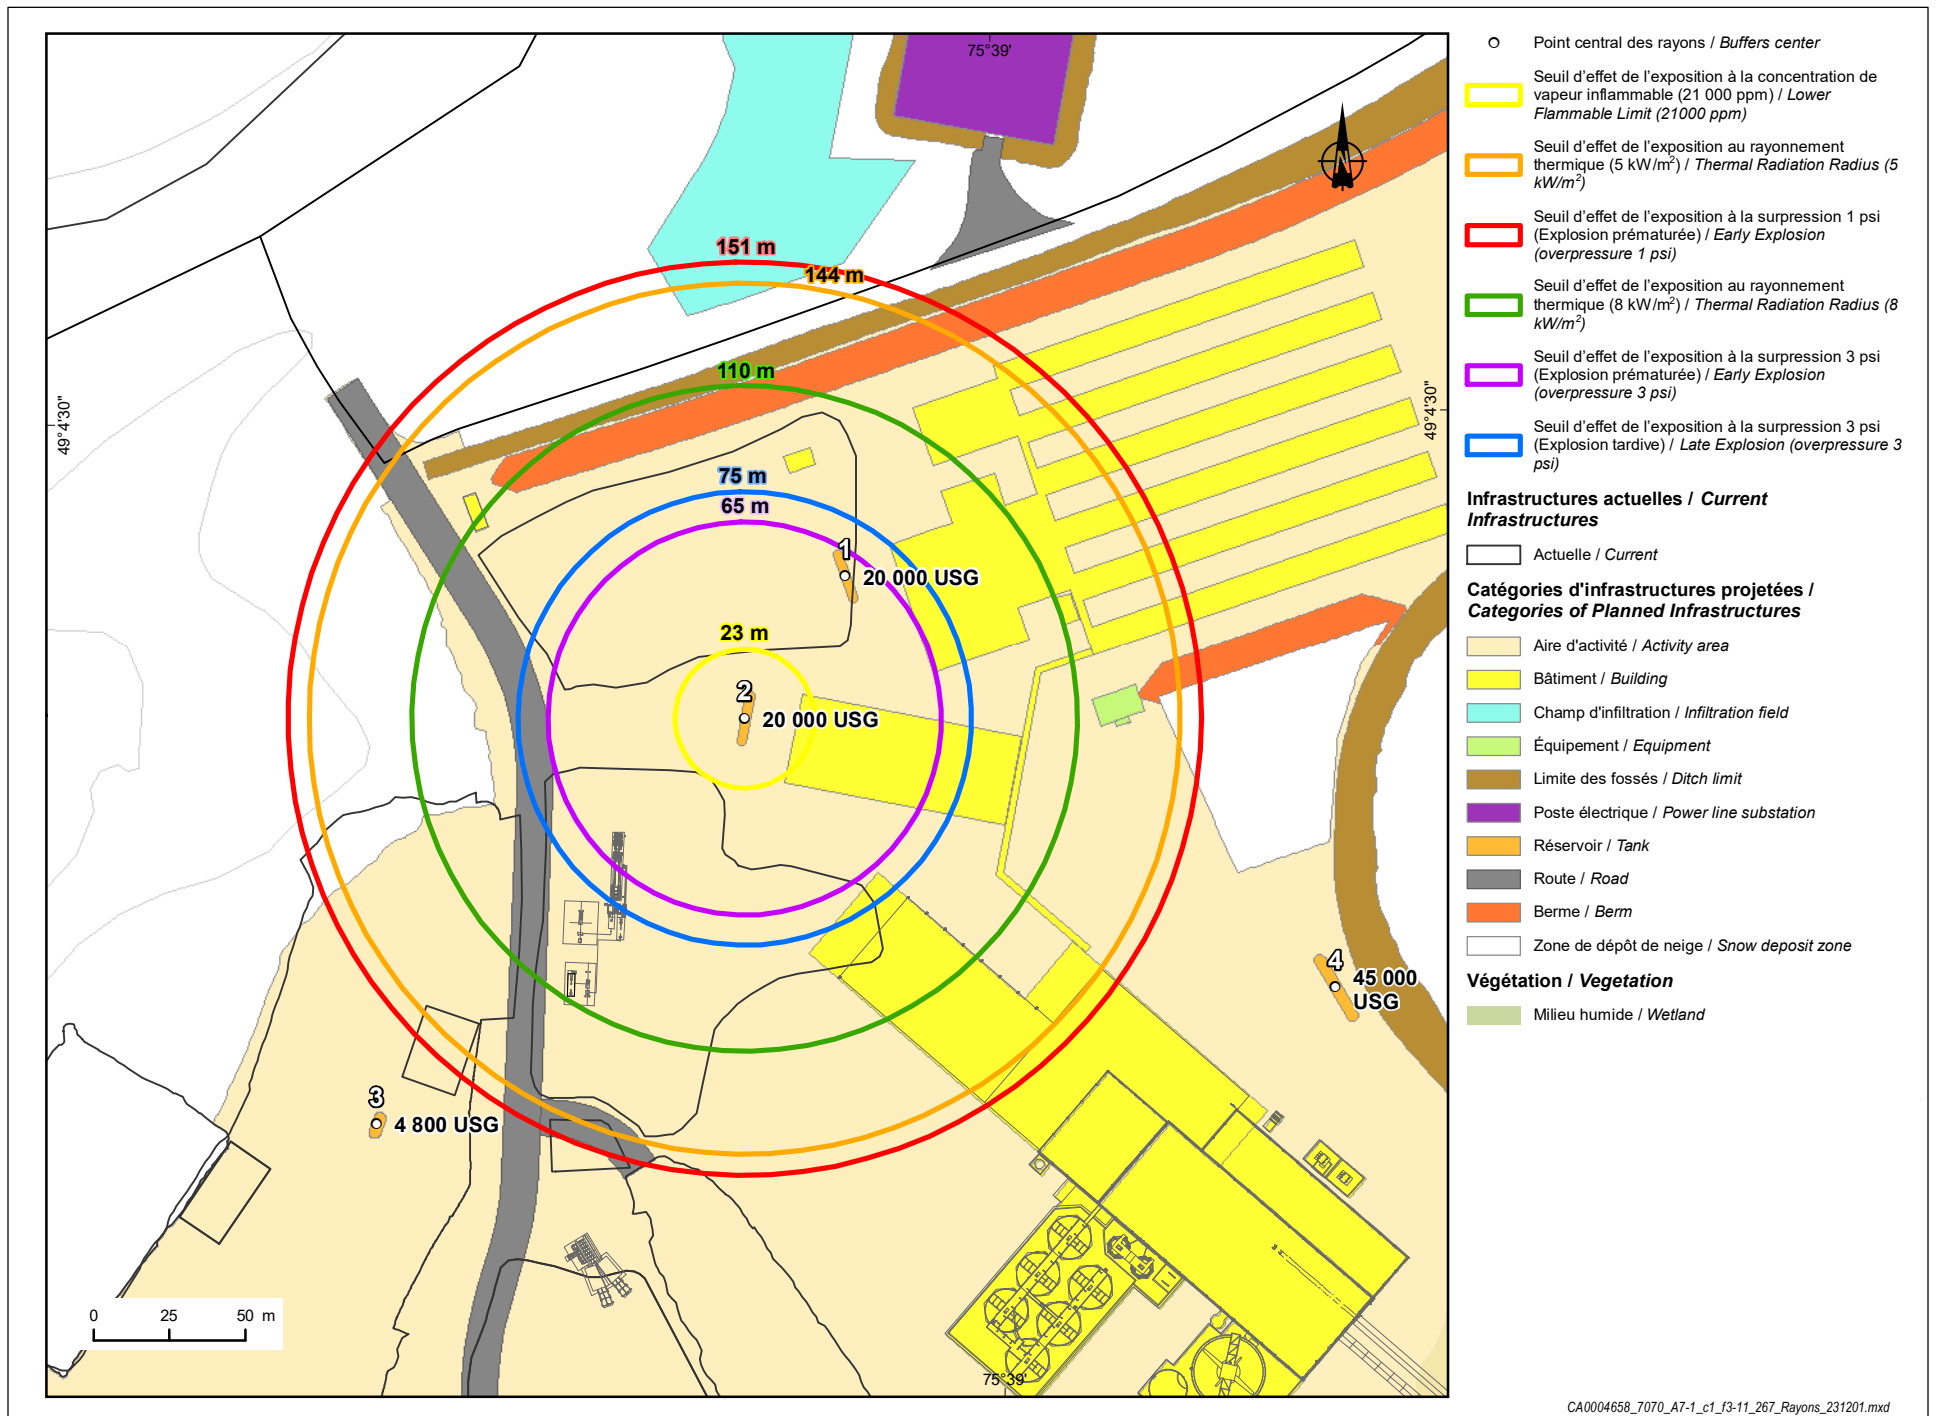 75°39'
49°4'30"
49°4'30"
151 m
144 m
110 m
75 m
65 m
1
20 000 USG
23 m
2
20 000 USG
3
4 800 USG
4
45 000
USG
0 25 50 m
75°39'
N
Point central des rayons / Buffers center
Seuil d'effet de l'exposition à la concentration de
vapeur inflammable (21 000 ppm) / Lower
Flammable Limit (21000 ppm)
Seuil d'effet de l'exposition au rayonnement
thermique (5 kW/m²) / Thermal Radiation Radius (5
kW/m²)
Seuil d'effet de l'exposition à la surpression 1 psi
(Explosion prématurée) / Early Explosion
(overpressure 1 psi)
Seuil d'effet de l'exposition au rayonnement
thermique (8 kW/m²) / Thermal Radiation Radius (8
kW/m²)
Seuil d'effet de l'exposition à la surpression 3 psi
(Explosion prématurée) / Early Explosion
(overpressure 3 psi)
Seuil d'effet de l'exposition à la surpression 3 psi
(Explosion tardive) / Late Explosion (overpressure 3
psi)
Infrastructures actuelles / Current
Infrastructures
Actuelle / Current
Catégories d'infrastructures projetées /
Categories of Planned Infrastructures
Aire d'activité / Activity area
Bâtiment / Building
Champ d'infiltration / Infiltration field
Équipement / Equipment
Limite des fossés / Ditch limit
Poste électrique / Power line substation
Réservoir / Tank
Route / Road
Berme / Berm
Zone de dépôt de neige / Snow deposit zone
Végétation / Vegetation
Milieu humide / Wetland
CA0004658_7070_A7-1_c1_f3-11_267_Rayons_231201.mxd